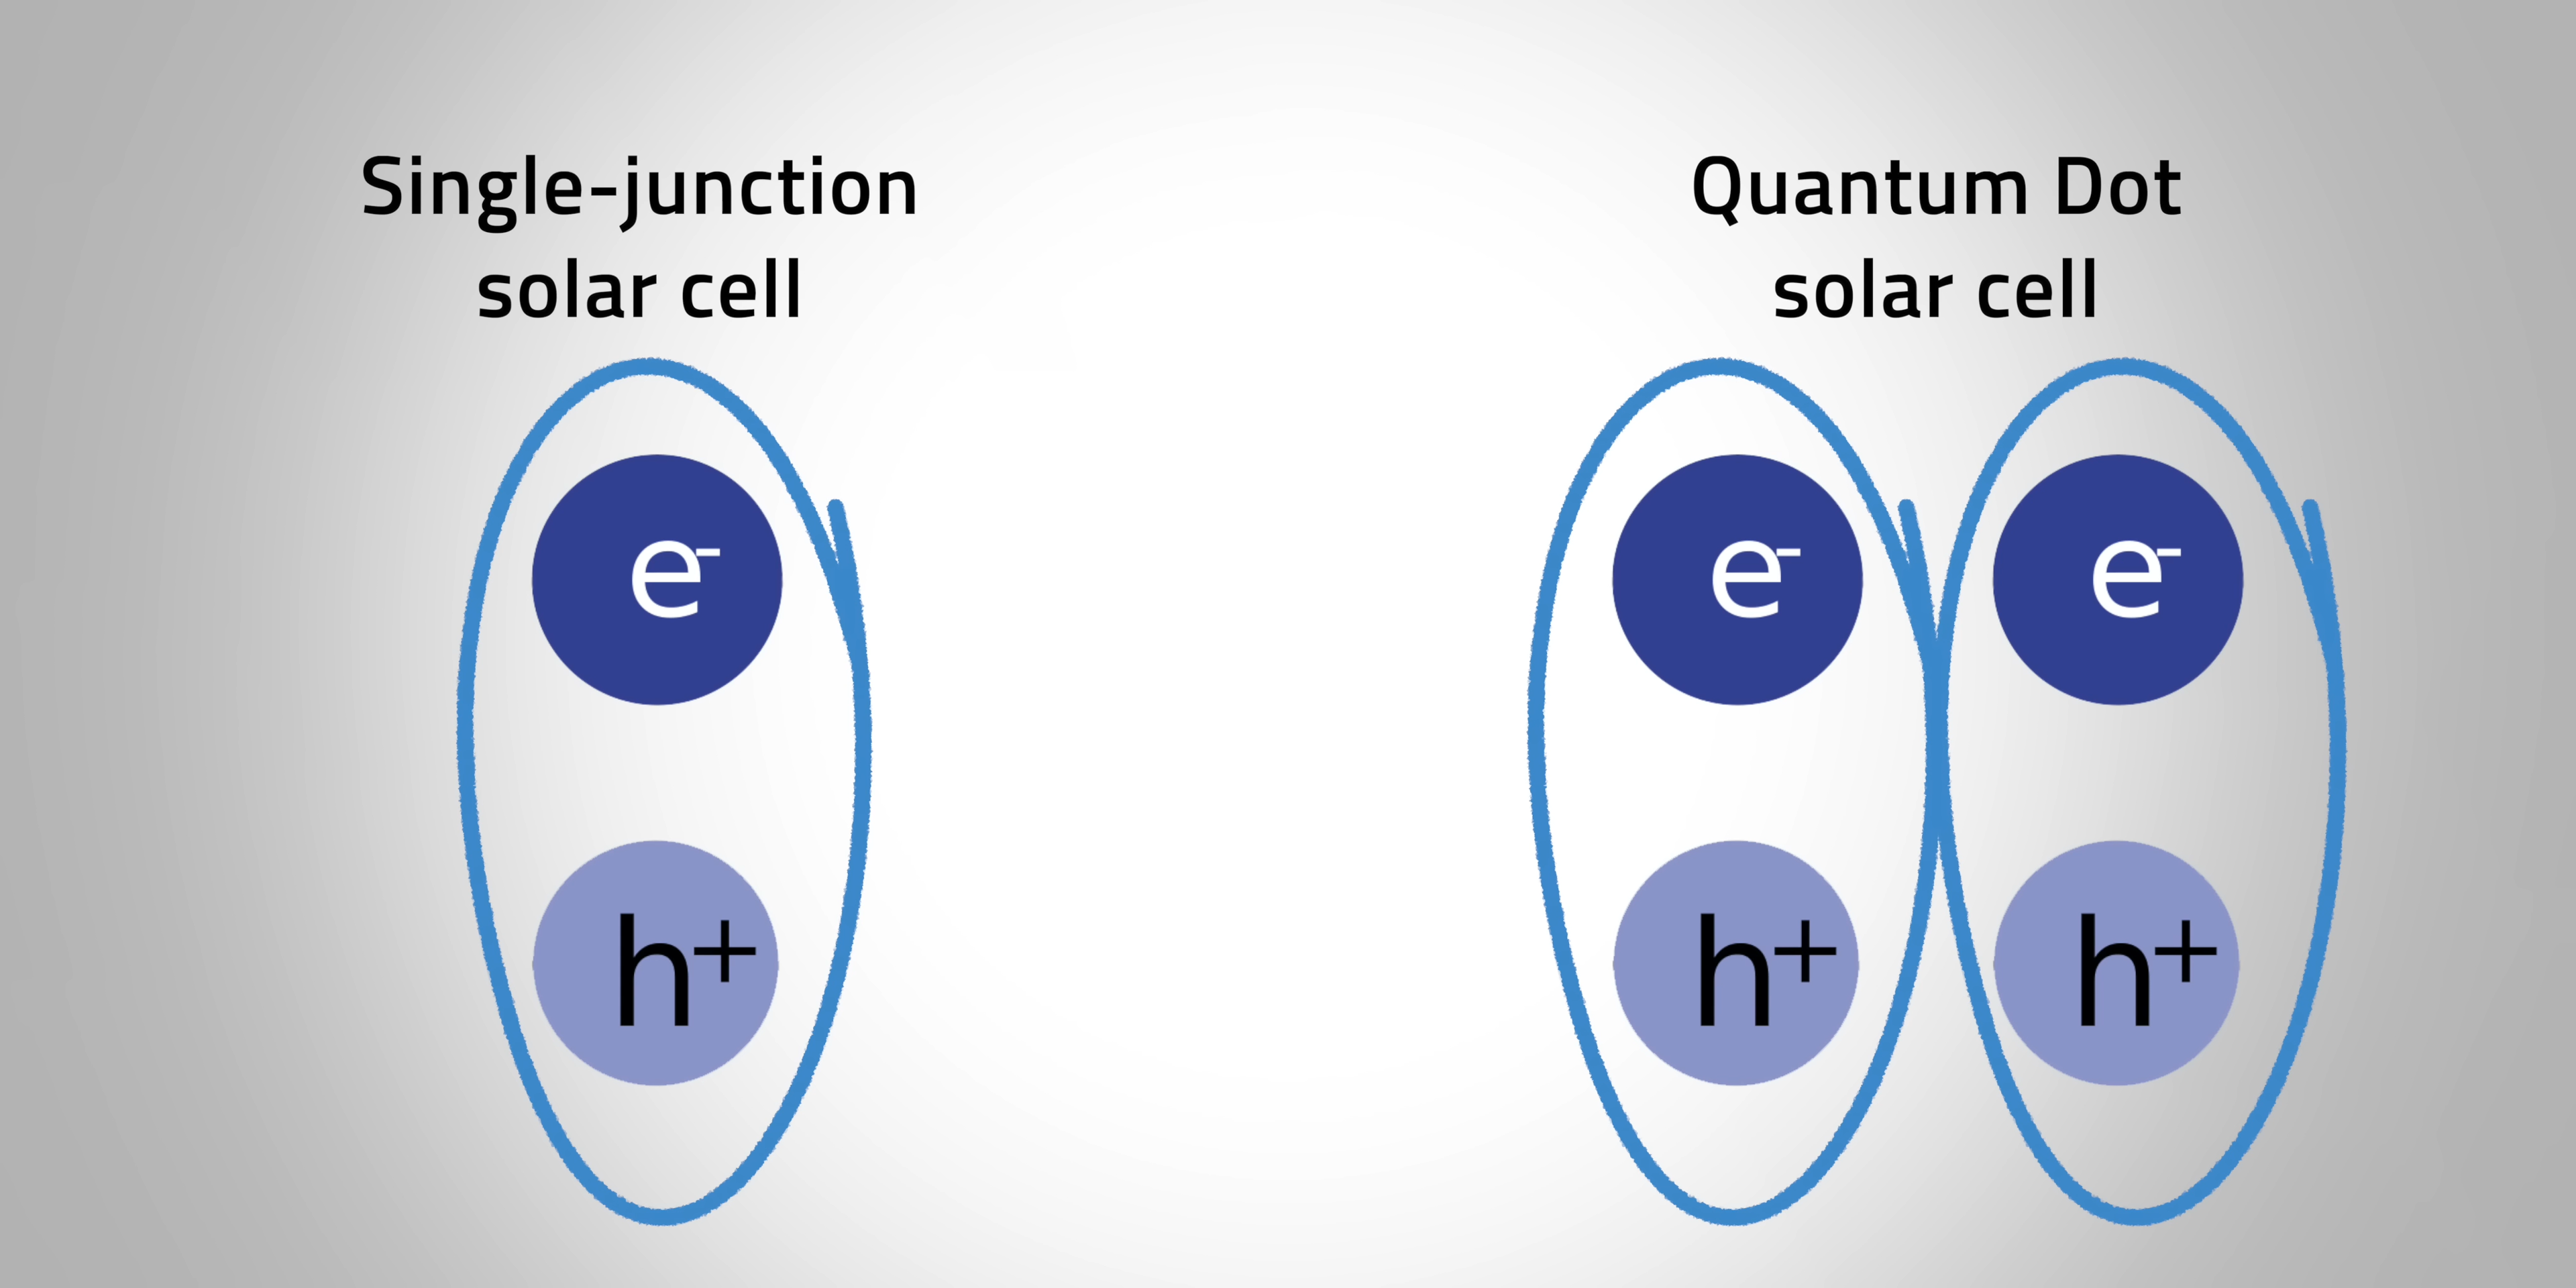 Single-junction
solar cell
Quantum Dot
solar cell
e⁻
e⁻
e⁻
h⁺
h⁺
h⁺